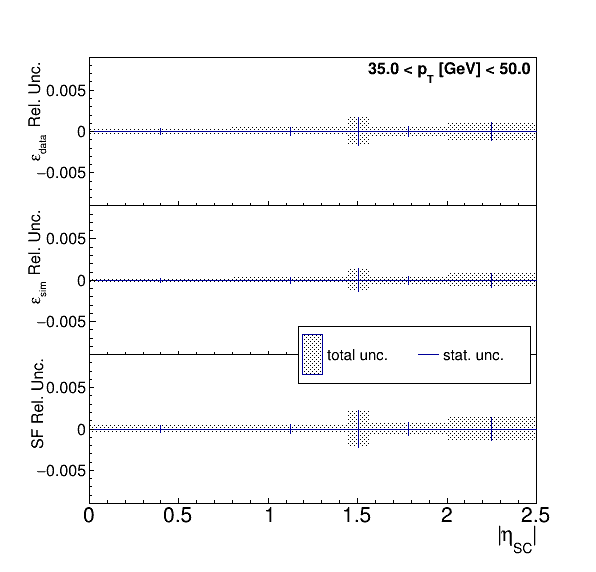 35.0 < p_T [GeV] < 50.0
ε_data Rel. Unc.
0.005
0
−0.005
ε_sim Rel. Unc.
0.005
0
−0.005
total unc. stat. unc.
SF Rel. Unc.
0.005
0
−0.005
0 0.5 1 1.5 2 2.5
|η_SC|